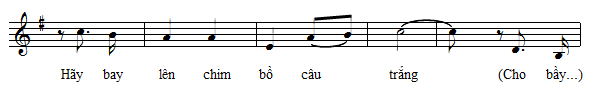 Hãy bay lên chim bồ câu trắng (Cho bầy...)